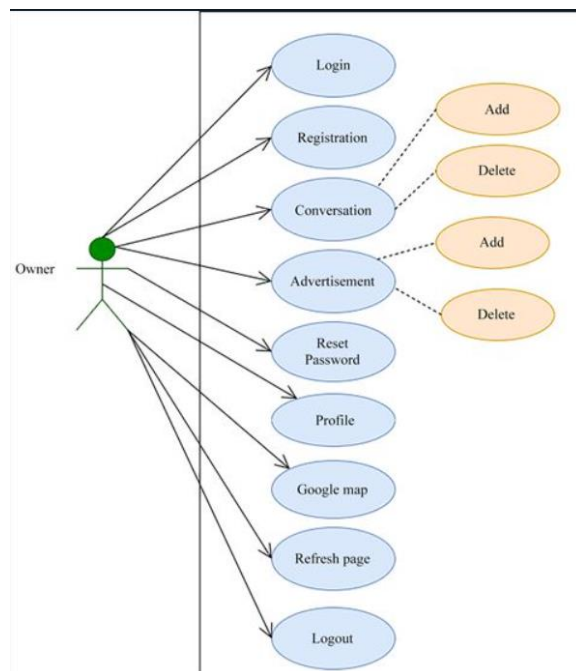 Login
Add
Registration
Delete
Conversation
Add
Owner
Advertisement
Delete
Reset
Password
Profile
Google map
Refresh page
Logout